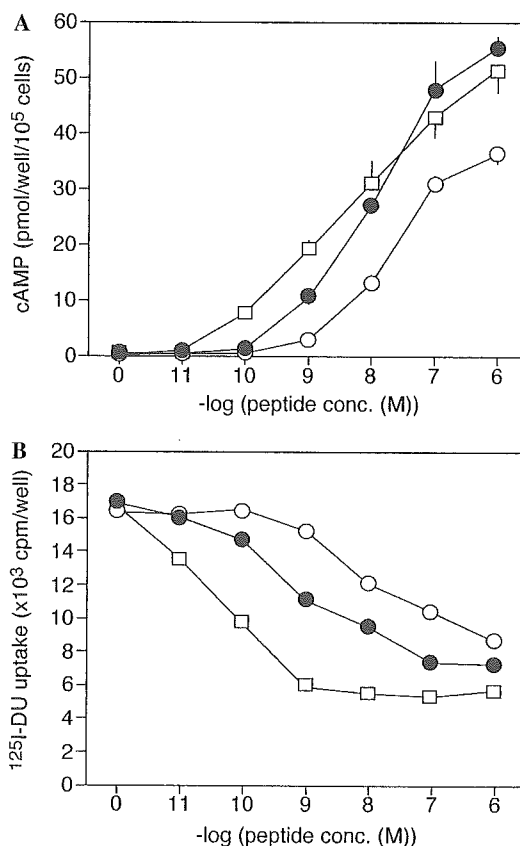 A
60
50
40
30
20
10
0
cAMP (pmol/well/10⁵ cells)
0 11 10 9 8 7 6
-log (peptide conc. (M))
B
20
18
16
14
12
10
8
6
4
2
0
¹²⁵I-DU uptake (x10³ cpm/well)
0 11 10 9 8 7 6
-log (peptide conc. (M))